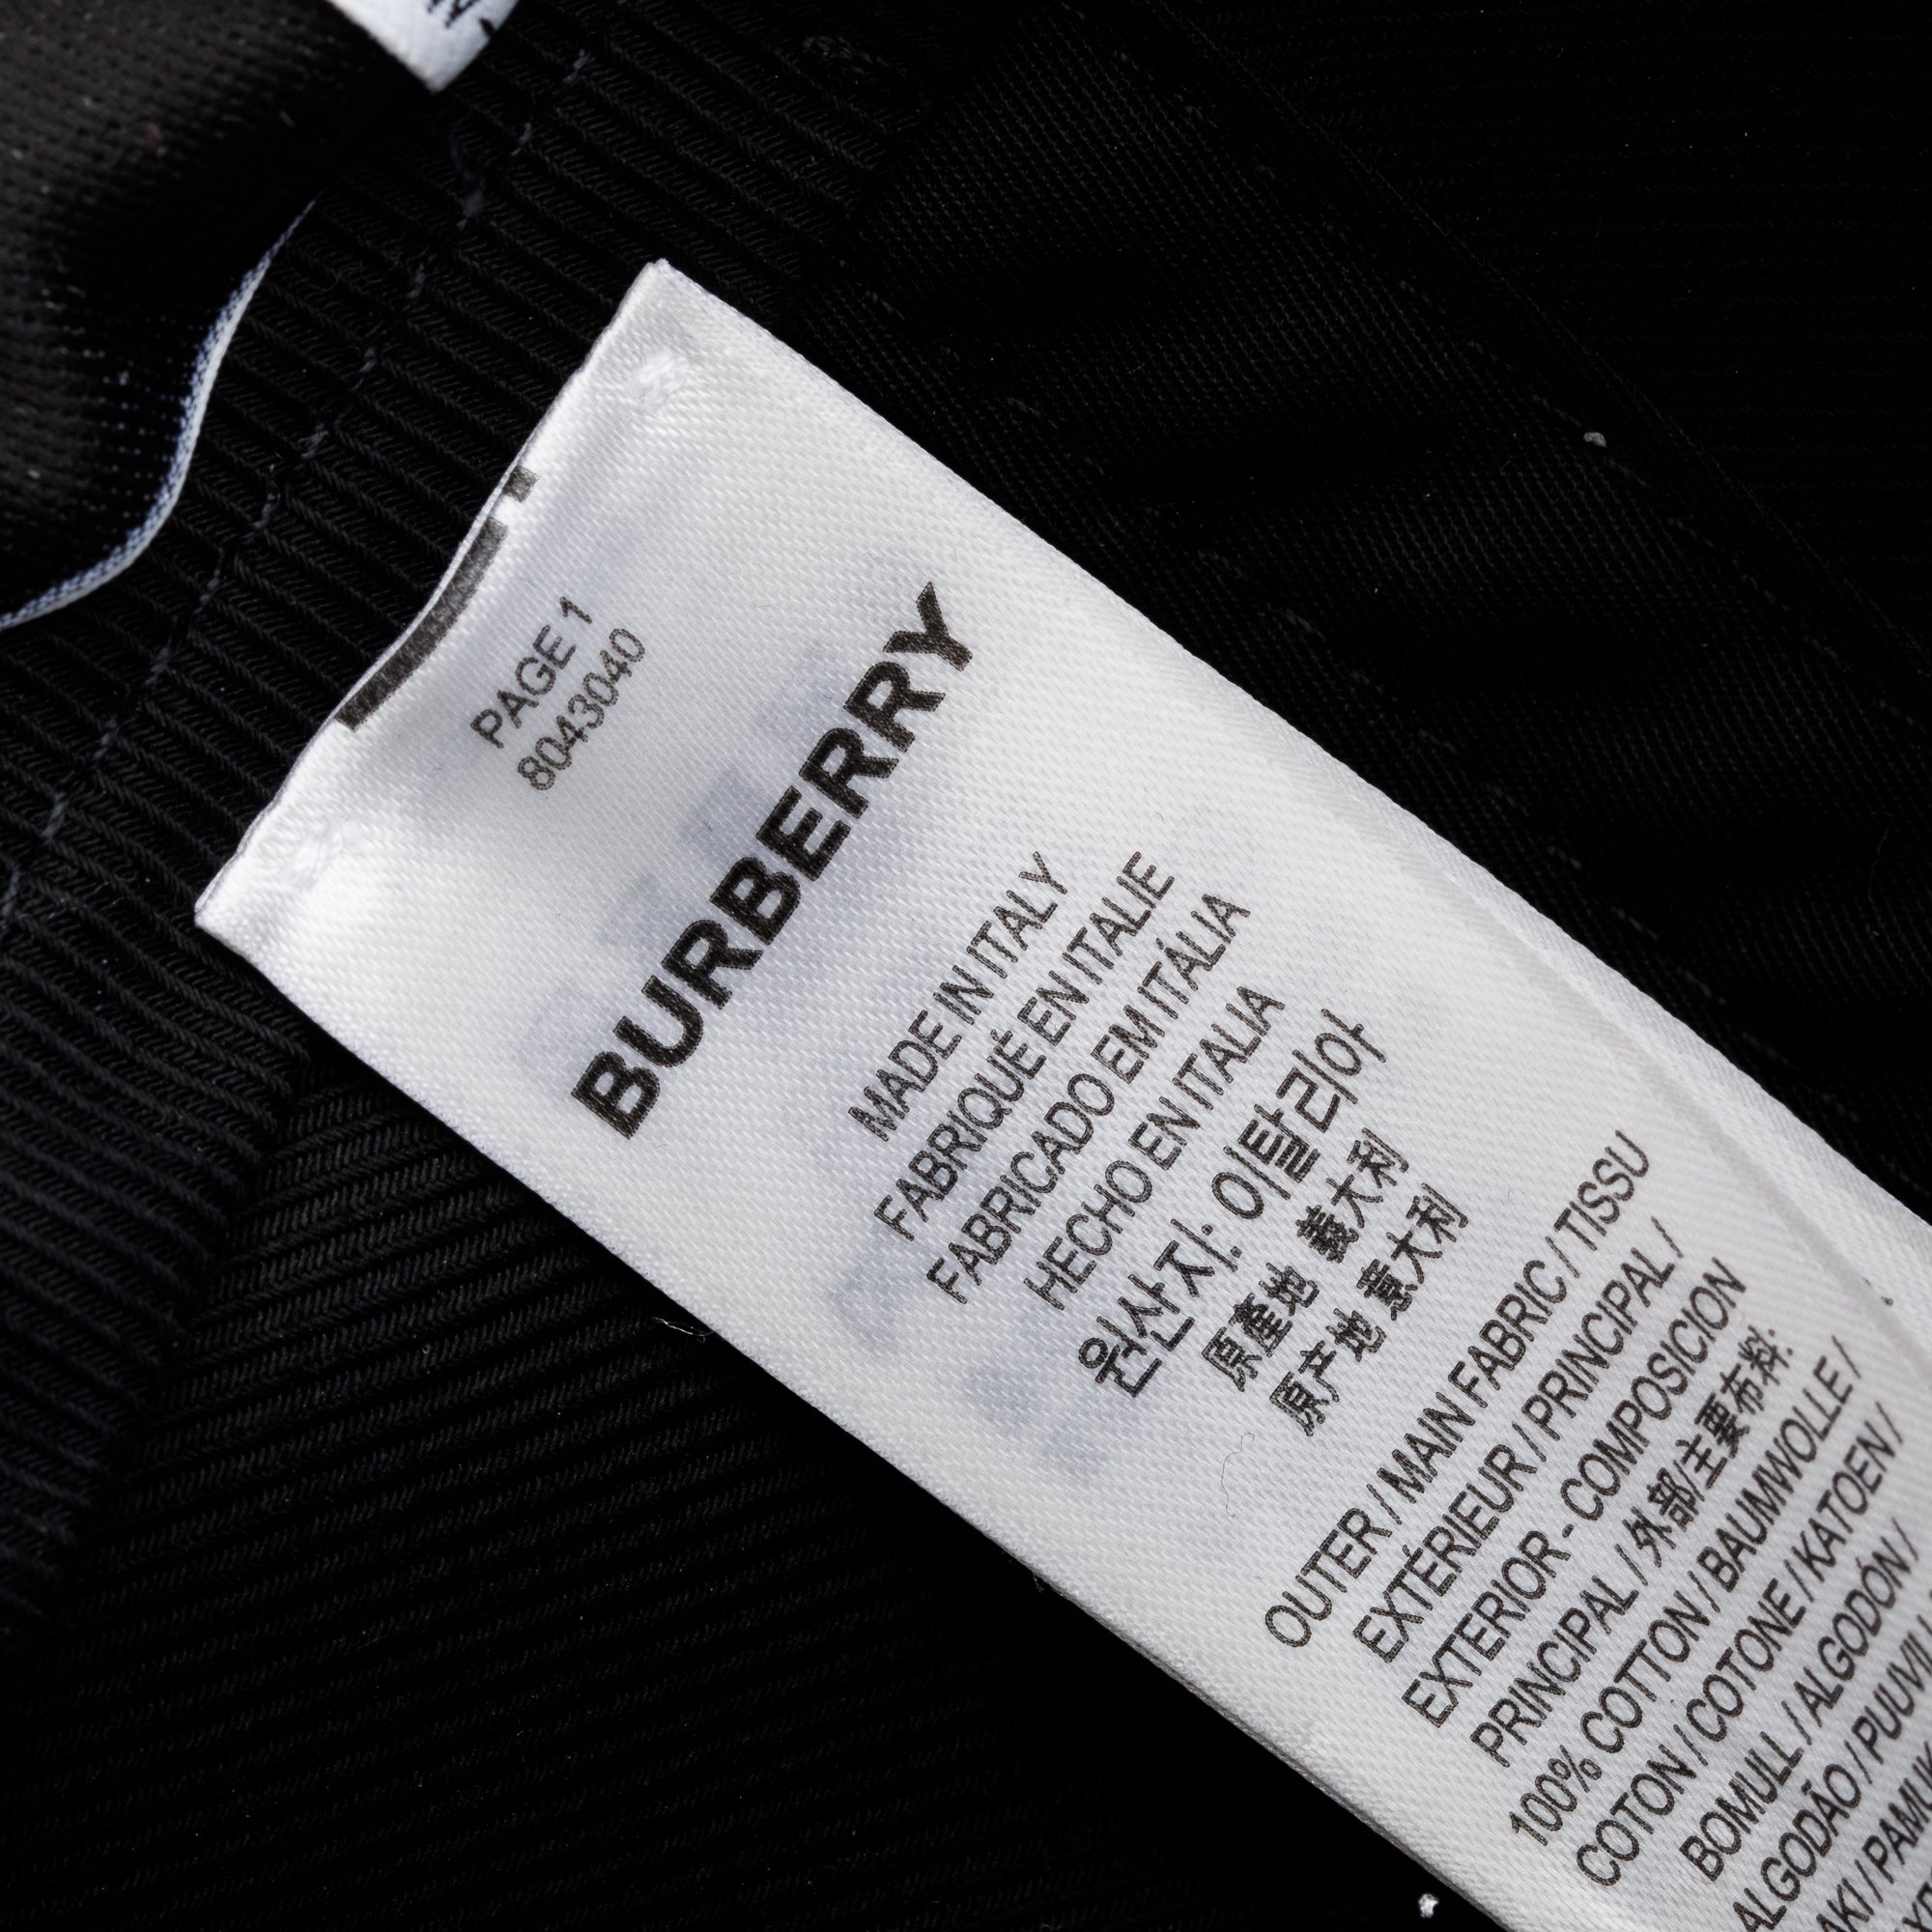 PAGE 1
8043040
BURBERRY
MADE IN ITALY
FABRIQUÉ EN ITALIE
FABRICADO EM ITÁLIA
HECHO EN ITALIA
원산지: 이탈리아
原產地 義大利
原产地 意大利
OUTER / MAIN FABRIC / TISSU
EXTÉRIEUR / PRINCIPAL /
EXTERIOR - COMPOSICION
PRINCIPAL / 外部/主要布料:
100% COTTON / BAUMWOLLE /
COTON / COTONE / KATOEN /
BOMULL / ALGODÓN /
ALGODÃO / PUUVILL
/ PAMUK